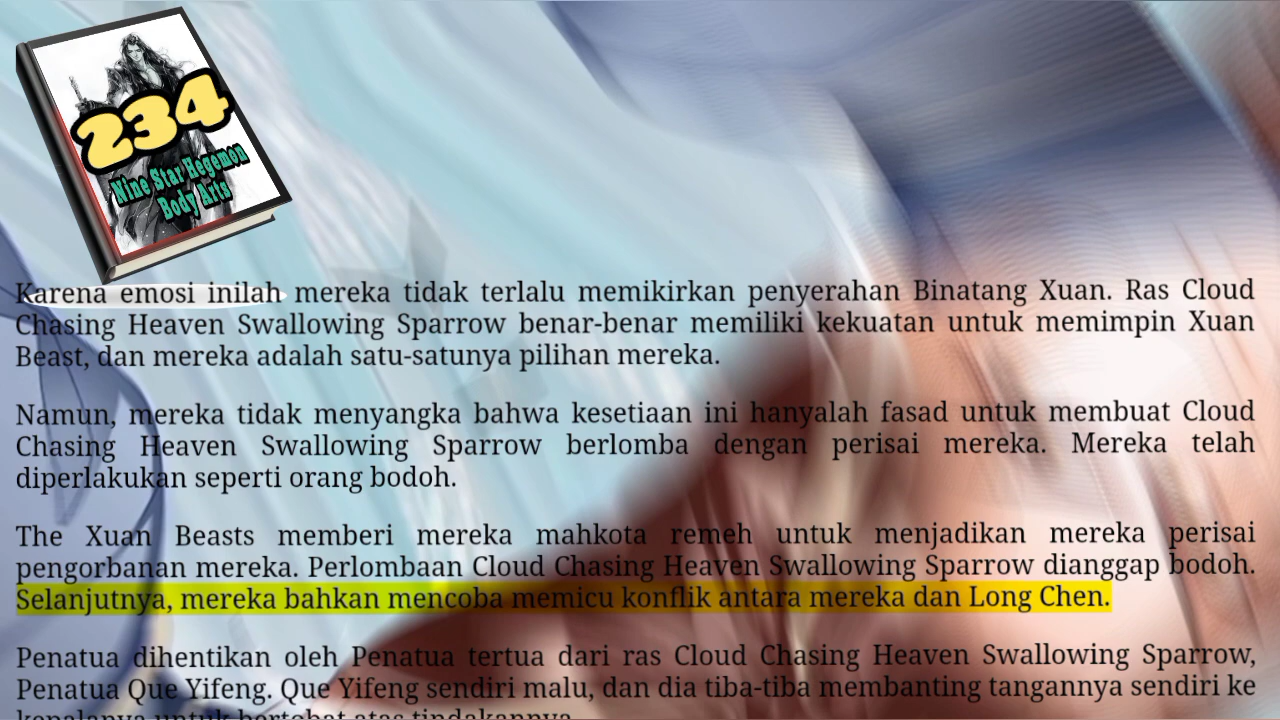 234
Nine Star Hegemon
Body Arts
Karena emosi inilah mereka tidak terlalu memikirkan penyerahan Binatang Xuan. Ras Cloud
Chasing Heaven Swallowing Sparrow benar-benar memiliki kekuatan untuk memimpin Xuan
Beast, dan mereka adalah satu-satunya pilihan mereka.
Namun, mereka tidak menyangka bahwa kesetiaan ini hanyalah fasad untuk membuat Cloud
Chasing Heaven Swallowing Sparrow berlomba dengan perisai mereka. Mereka telah
diperlakukan seperti orang bodoh.
The Xuan Beasts memberi mereka mahkota remeh untuk menjadikan mereka perisai
pengorbanan mereka. Perlombaan Cloud Chasing Heaven Swallowing Sparrow dianggap bodoh.
Selanjutnya, mereka bahkan mencoba memicu konflik antara mereka dan Long Chen.
Penatua dihentikan oleh Penatua tertua dari ras Cloud Chasing Heaven Swallowing Sparrow,
Penatua Que Yifeng. Que Yifeng sendiri malu, dan dia tiba-tiba membanting tangannya sendiri ke
kepalanya untuk bertobat atas tindakannya.